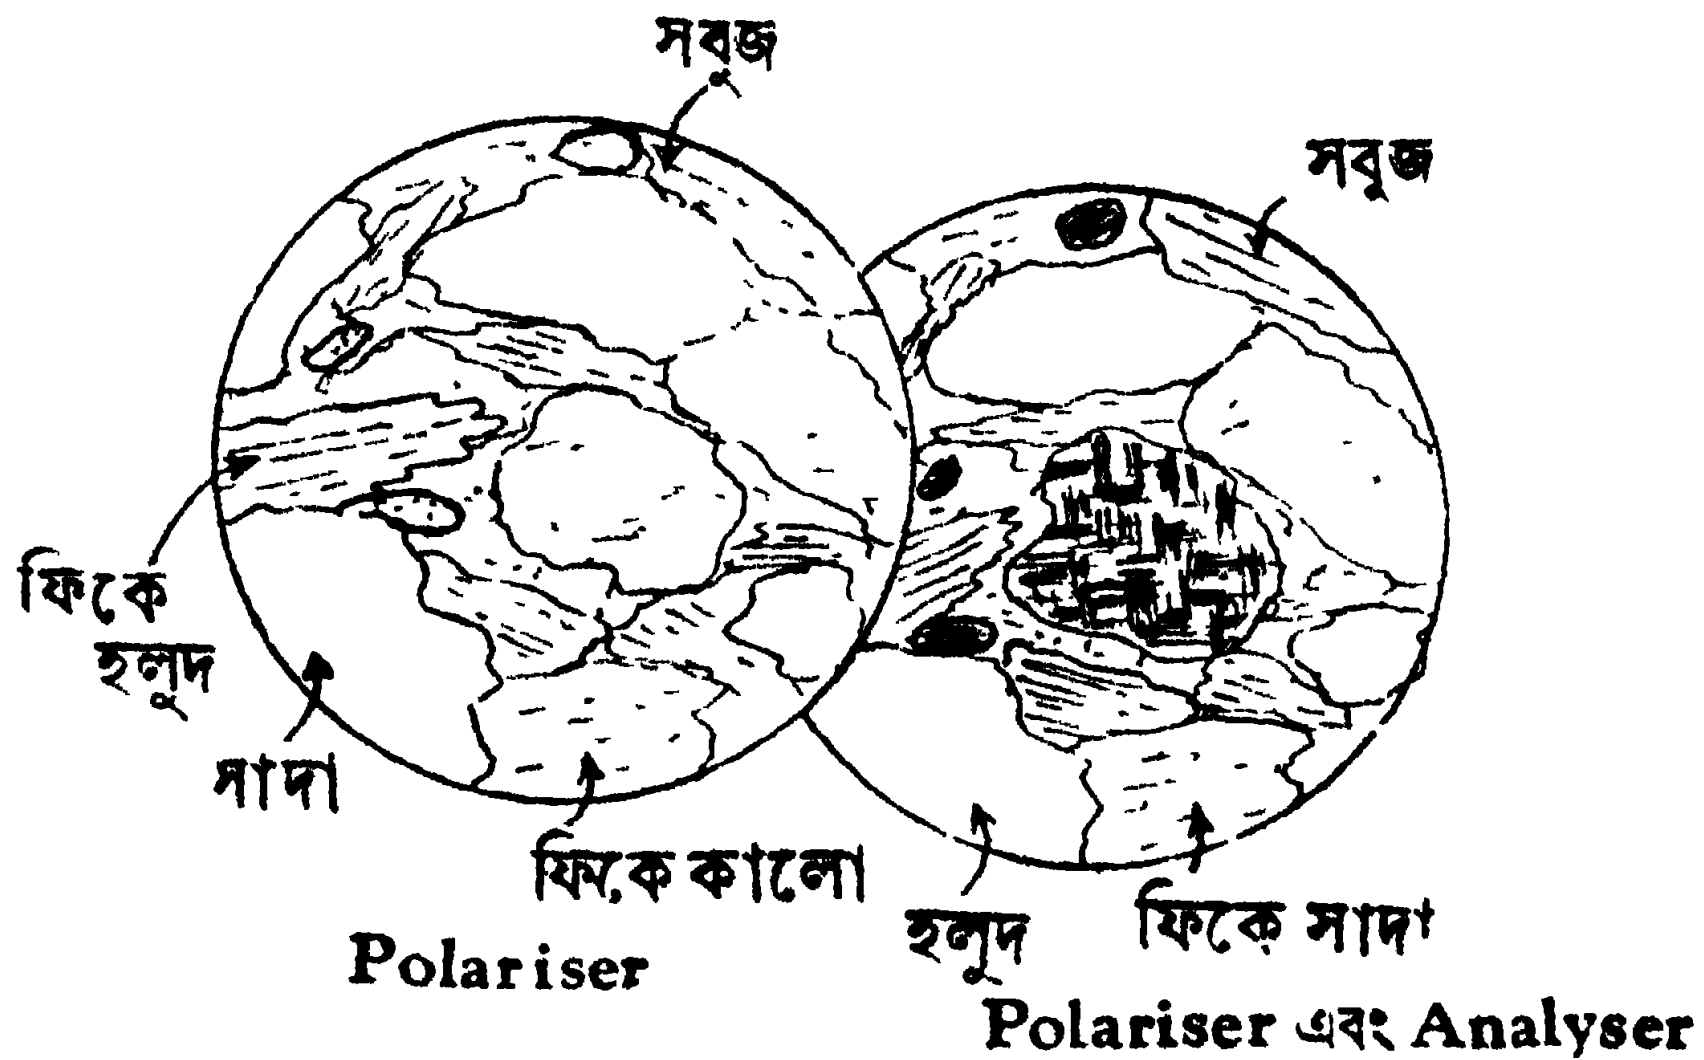 সবুজ
সবুজ
ফিকে
হলুদ
সাদা
ফিকে কালো
হলুদ
ফিকে সাদা
Polariser
Polariser এবং Analyser